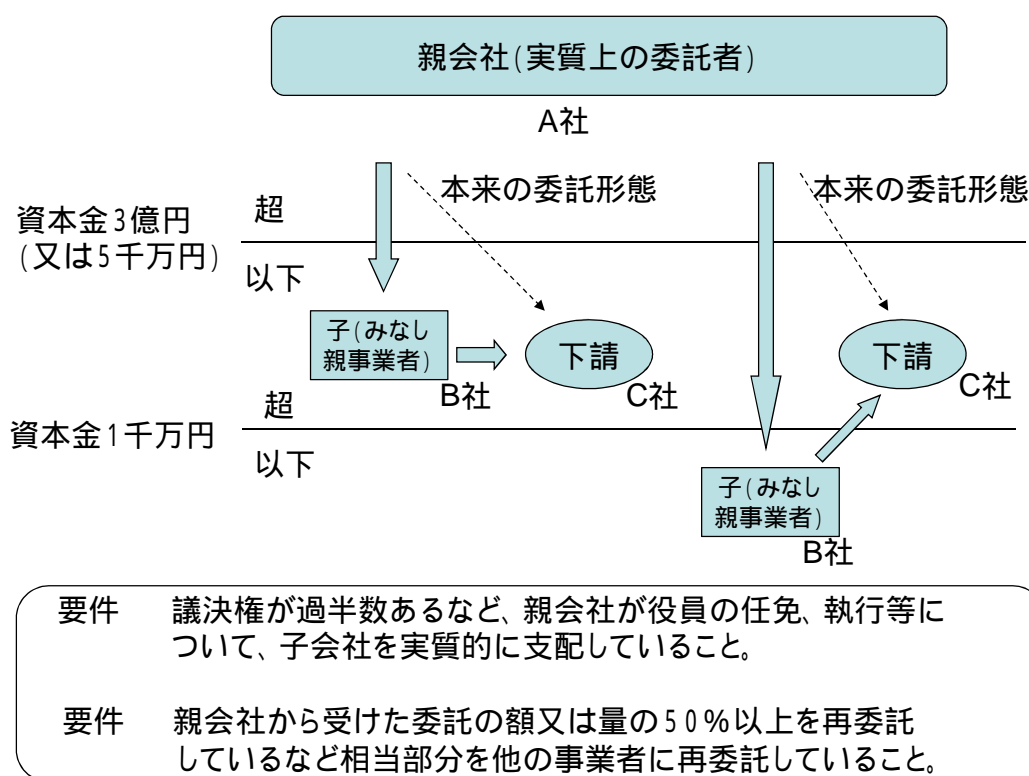 親会社(実質上の委託者)
A社
本来の委託形態
本来の委託形態
資本金3億円
(又は5千万円)
超
以下
子(みなし
親事業者)
B社
下請
C社
下請
C社
超
資本金1千万円
以下
子(みなし
親事業者)
B社
要件 議決権が過半数あるなど、親会社が役員の任免、執行等に
ついて、子会社を実質的に支配していること。
要件 親会社から受けた委託の額又は量の50%以上を再委託
しているなど相当部分を他の事業者に再委託していること。